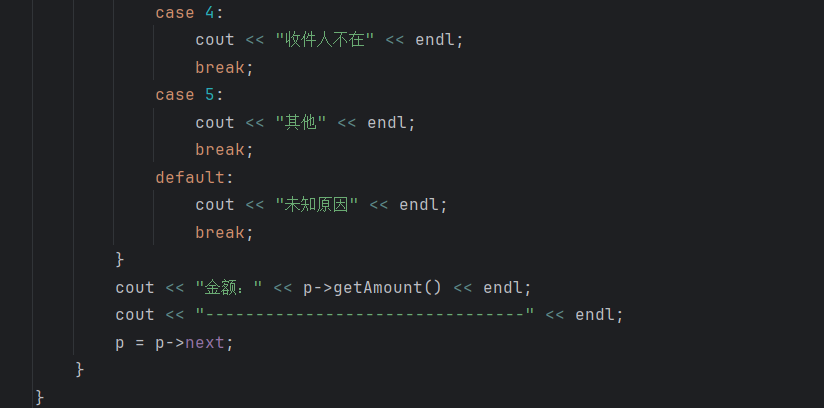 case 4:
cout << "收件人不在" << endl;
break;
case 5:
cout << "其他" << endl;
break;
default:
cout << "未知原因" << endl;
break;
}
cout << "金额：" << p->getAmount() << endl;
cout << "--------------------------------" << endl;
p = p->next;
}
}